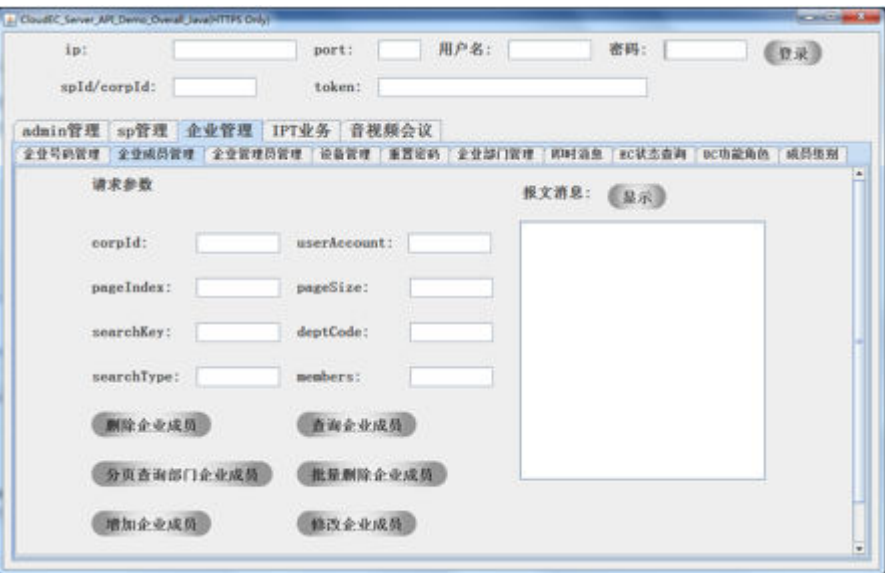 CloudEC_Server_API_Demo_Overall_Java(HTTPS Only)
ip: port: 用户名: 密码: 登录
spId/corpId: token:
admin管理 sp管理 企业管理 IPT业务 音视频会议
企业号码管理 企业成员管理 企业管理员管理 设备管理 重置密码 企业部门管理 即时消息 EC状态查询 UC功能角色 成员级别
请求参数
报文消息: 显示
corpId: userAccount:
pageIndex: pageSize:
searchKey: deptCode:
searchType: members:
删除企业成员 查询企业成员
分页查询部门企业成员 批量删除企业成员
增加企业成员 修改企业成员